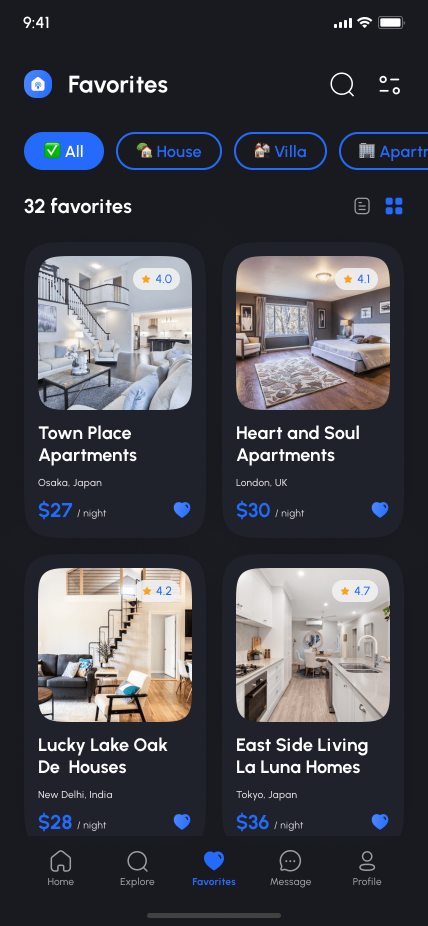 9:41
Favorites
All
House
Villa
Apartm
32 favorites
4.0
4.1
Town Place
Apartments
Osaka, Japan
$27 / night
Heart and Soul
Apartments
London, UK
$30 / night
4.2
4.7
Lucky Lake Oak
De Houses
New Delhi, India
$28 / night
East Side Living
La Luna Homes
Tokyo, Japan
$36 / night
Home
Explore
Favorites
Message
Profile